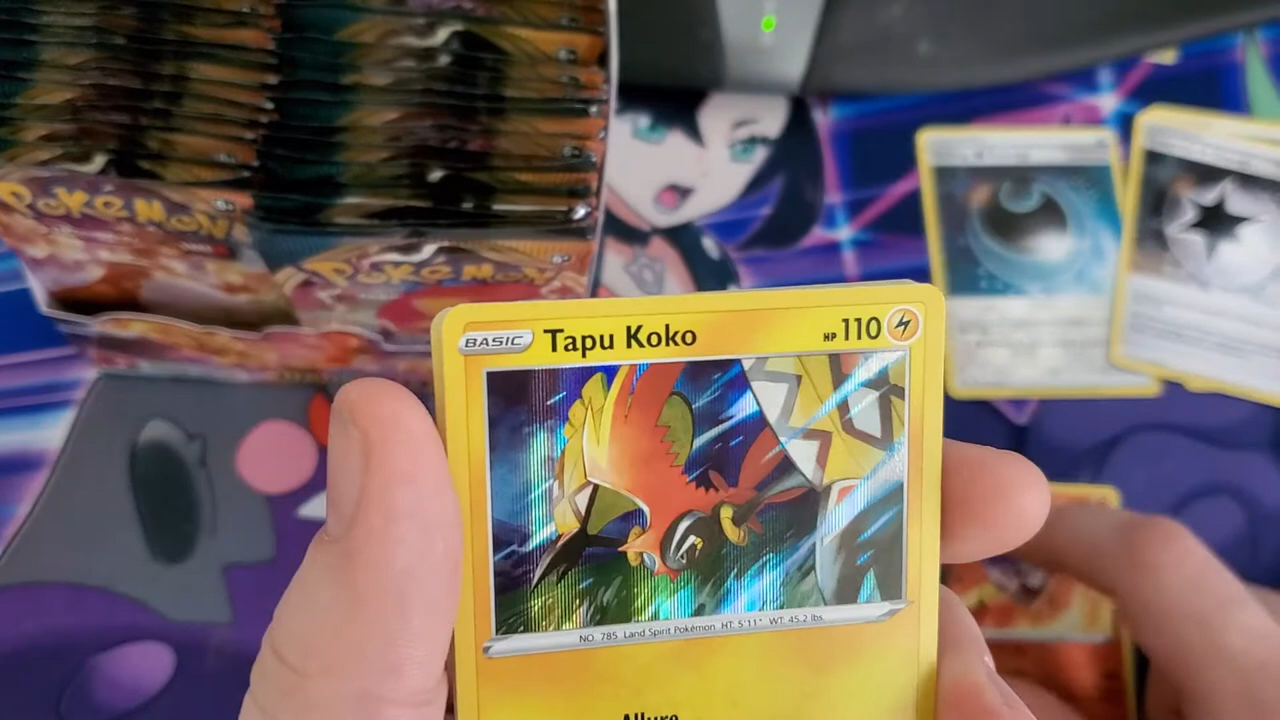 POKéMON
POKéMON
BASIC Tapu Koko HP 110
NO. 785 Land Spirit Pokémon HT: 5'11" WT: 45.2 lbs.
Allure